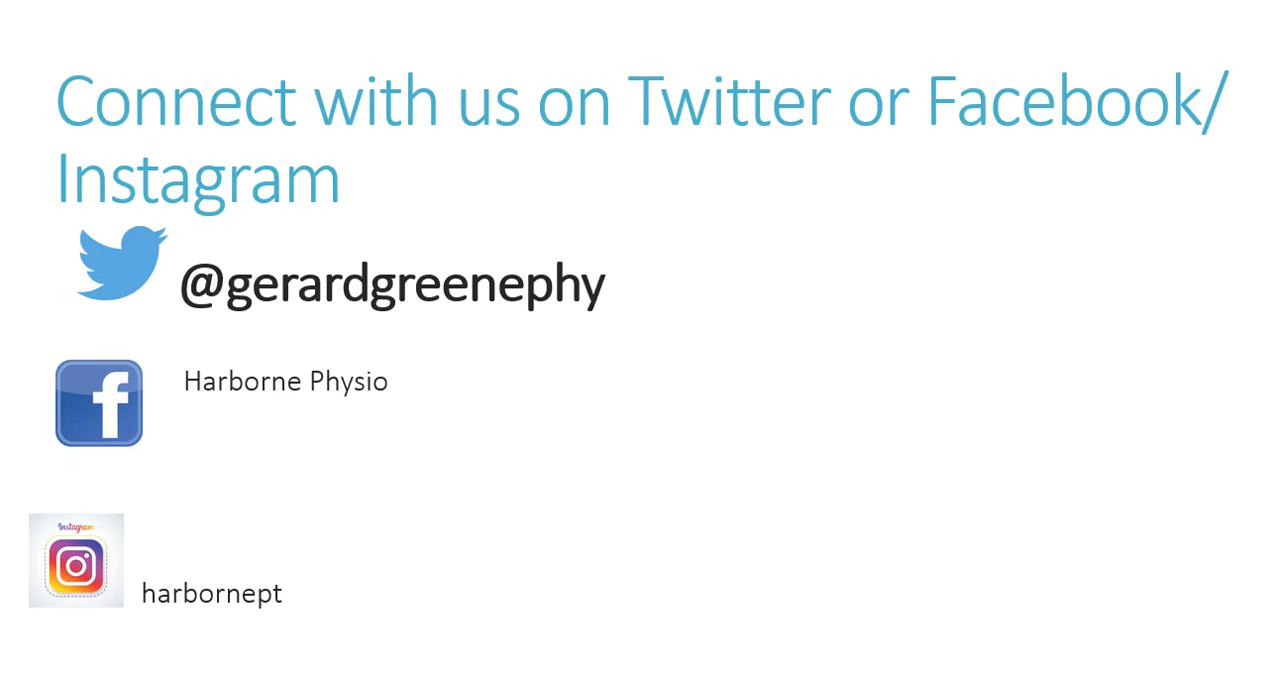 Connect with us on Twitter or Facebook/
Instagram
@gerardgreenephy
Harborne Physio
Instagram
harbornept